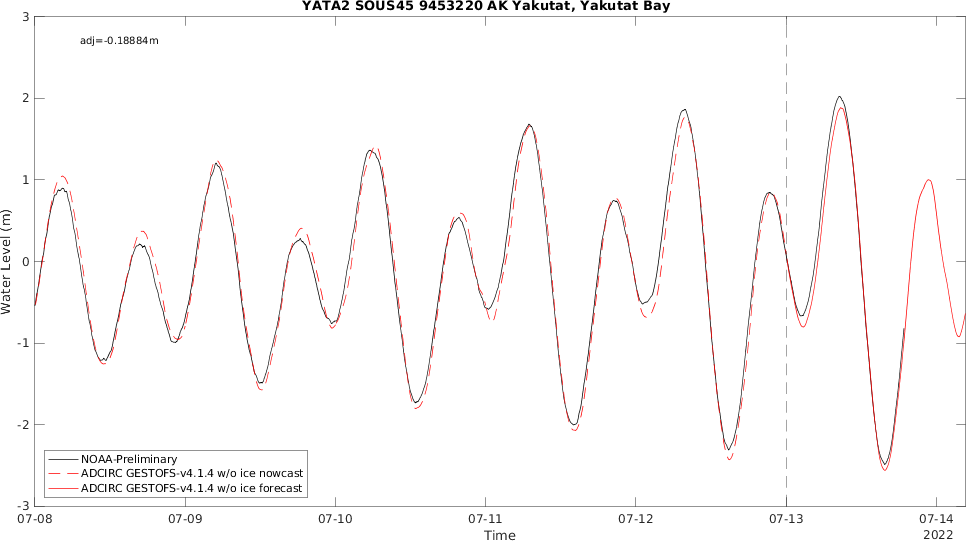 YATA2 SOUS45 9453220 AK Yakutat, Yakutat Bay
adj=-0.18884m
3
2
1
0
-1
-2
-3
Water Level (m)
NOAA-Preliminary
ADCIRC GESTOFS-v4.1.4 w/o ice nowcast
ADCIRC GESTOFS-v4.1.4 w/o ice forecast
07-08 07-09 07-10 07-11 07-12 07-13 07-14
Time
2022